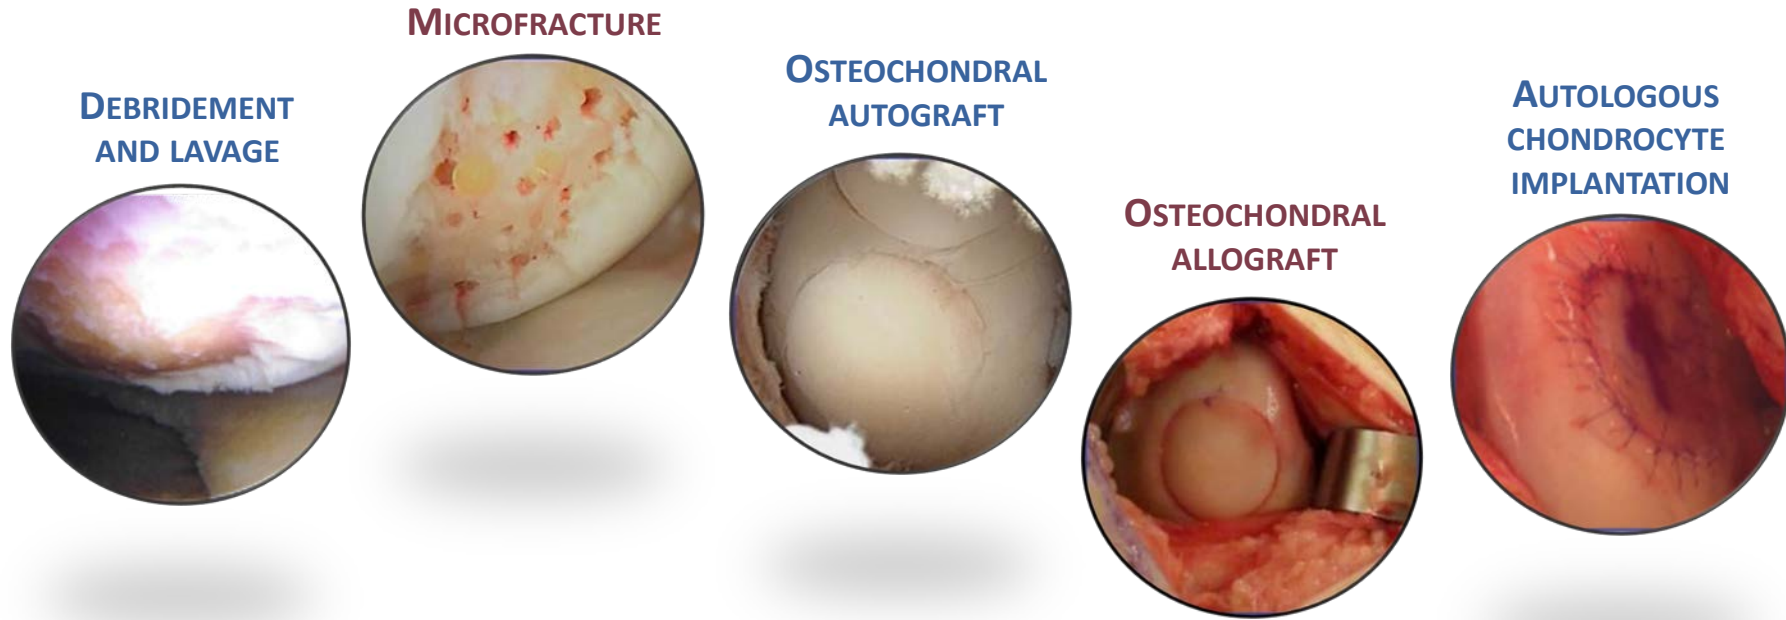 DEBRIDEMENT
AND LAVAGE
MICROFRACTURE
OSTEOCHONDRAL
AUTOGRAFT
OSTEOCHONDRAL
ALLOGRAFT
AUTOLOGOUS
CHONDROCYTE
IMPLANTATION